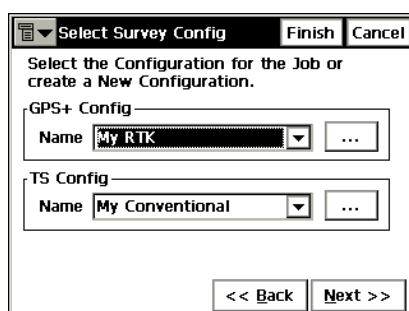 Select Survey Config Finish Cancel
Select the Configuration for the Job or
create a New Configuration.
GPS+ Config
Name My RTK ...
TS Config
Name My Conventional ...
<< Back Next >>